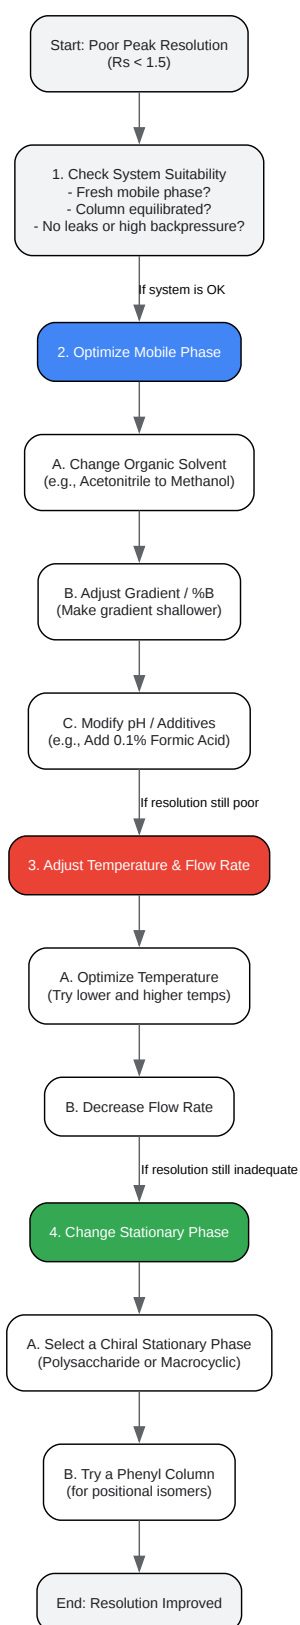 Start: Poor Peak Resolution
(Rs < 1.5)
1. Check System Suitability
- Fresh mobile phase?
- Column equilibrated?
- No leaks or high backpressure?
If system is OK
2. Optimize Mobile Phase
A. Change Organic Solvent
(e.g., Acetonitrile to Methanol)
B. Adjust Gradient / %B
(Make gradient shallower)
C. Modify pH / Additives
(e.g., Add 0.1% Formic Acid)
If resolution still poor
3. Adjust Temperature & Flow Rate
A. Optimize Temperature
(Try lower and higher temps)
B. Decrease Flow Rate
If resolution still inadequate
4. Change Stationary Phase
A. Select a Chiral Stationary Phase
(Polysaccharide or Macrocyclic)
B. Try a Phenyl Column
(for positional isomers)
End: Resolution Improved